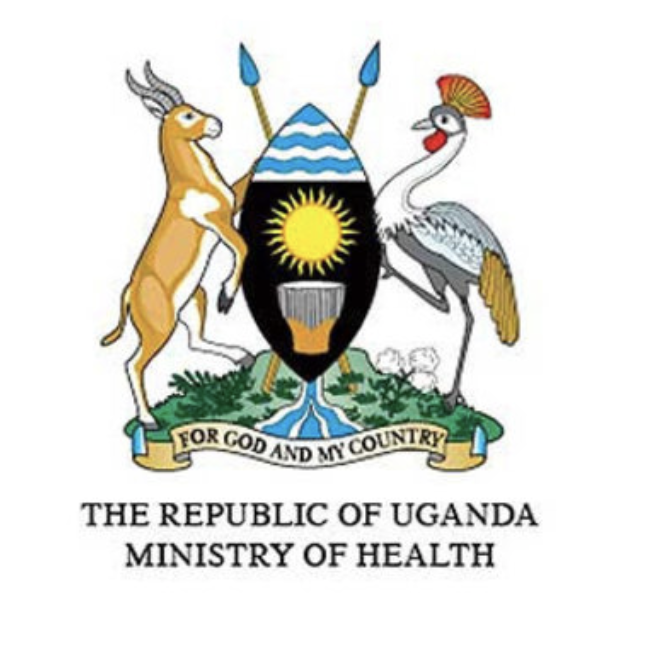 FOR GOD AND MY COUNTRY
THE REPUBLIC OF UGANDA
MINISTRY OF HEALTH